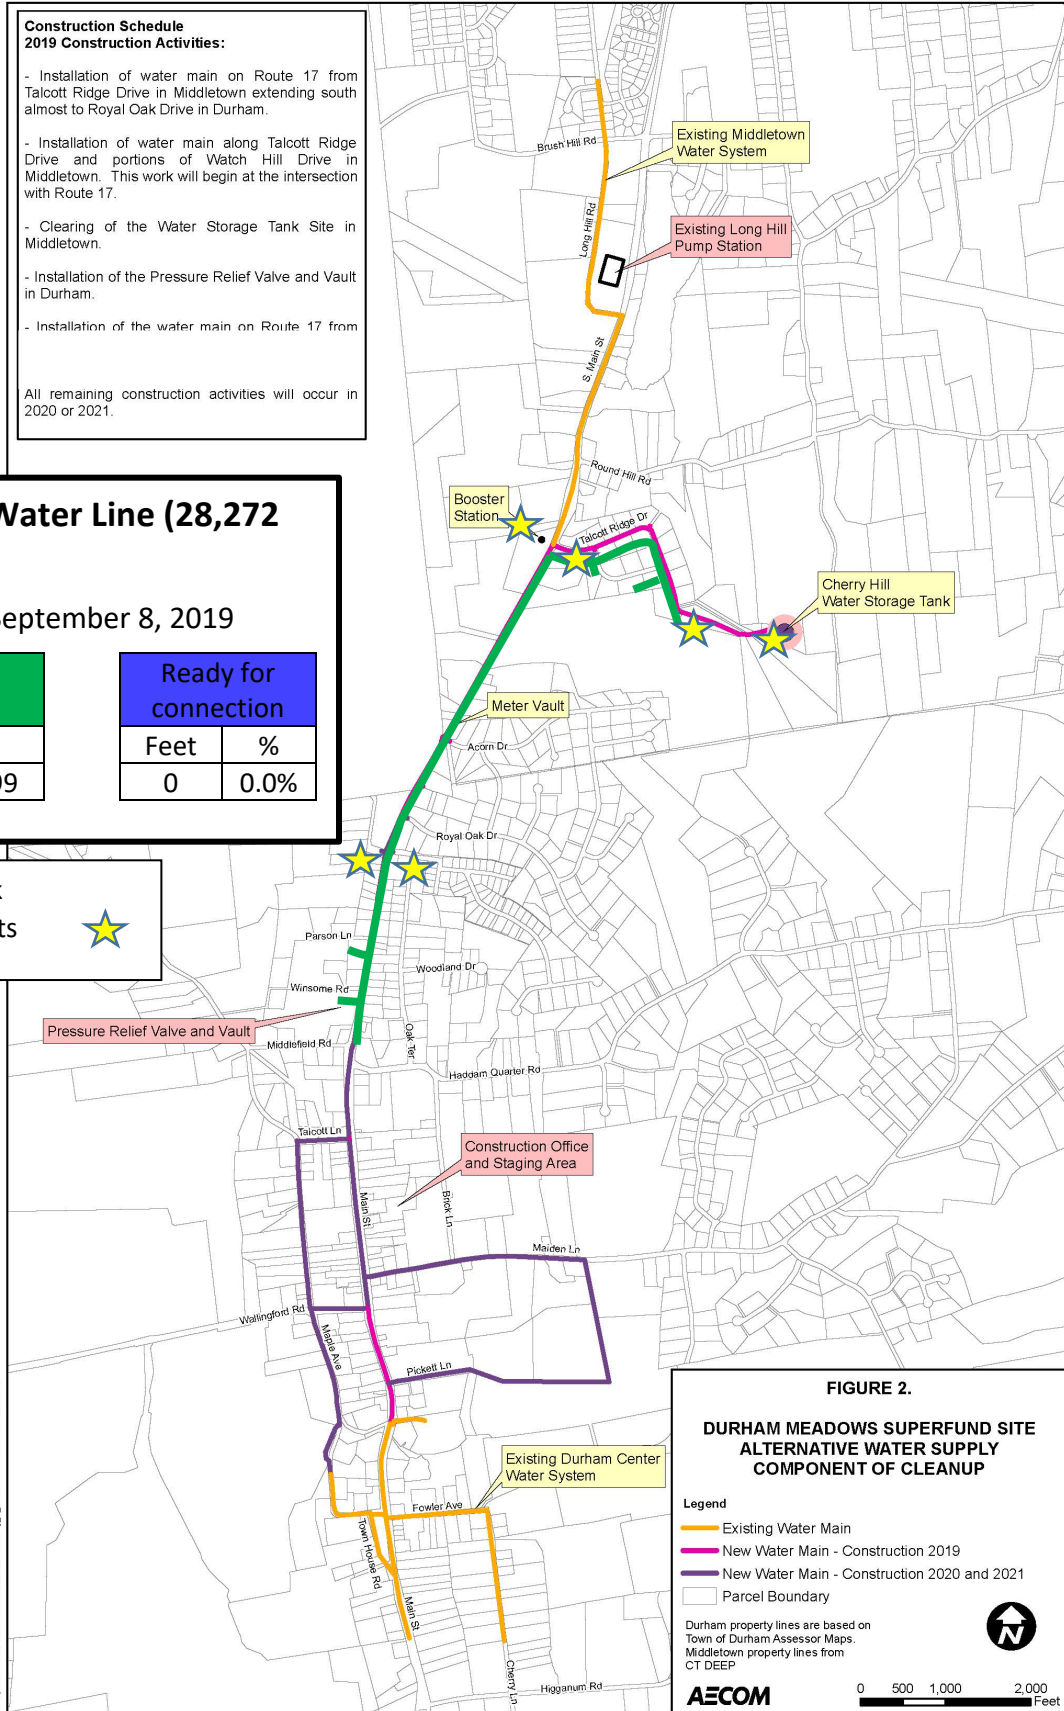 Construction Schedule
2019 Construction Activities:
- Installation of water main on Route 17 from
Talcott Ridge Drive in Middletown extending south
almost to Royal Oak Drive in Durham.
- Installation of water main along Talcott Ridge
Drive and portions of Watch Hill Drive in
Middletown. This work will begin at the intersection
with Route 17.
- Clearing of the Water Storage Tank Site in
Middletown.
- Installation of the Pressure Relief Valve and Vault
in Durham.
- Installation of the water main on Route 17 from
All remaining construction activities will occur in
2020 or 2021.
Brush Hill Rd
Existing Middletown
Water System
Long Hill Rd
Existing Long Hill
Pump Station
S. Main St
Round Hill Rd
Booster
Station
Talcott Ridge Dr
Cherry Hill
Water Storage Tank
Water Line (28,272
September 8, 2019
Ready for
connection
Feet %
99
0 0.0%
Meter Vault
Acorn Dr
Royal Oak Dr
ts
Parson Ln
Woodland Dr
Winsome Rd
Pressure Relief Valve and Vault
Middlefield Rd
Oak Ter
Haddam Quarter Rd
Talcott Ln
Construction Office
and Staging Area
Main St
Brick Ln
Maiden Ln
Wallingford Rd
Maple Ave
Pickett Ln
Existing Durham Center
Water System
Fowler Ave
Town House Rd
Main St
Cherry Ln
Higganum Rd
FIGURE 2.
DURHAM MEADOWS SUPERFUND SITE
ALTERNATIVE WATER SUPPLY
COMPONENT OF CLEANUP
Legend
Existing Water Main
New Water Main - Construction 2019
New Water Main - Construction 2020 and 2021
Parcel Boundary
Durham property lines are based on
Town of Durham Assessor Maps.
Middletown property lines from
CT DEEP
N
AECOM
0 500 1,000 2,000
Feet